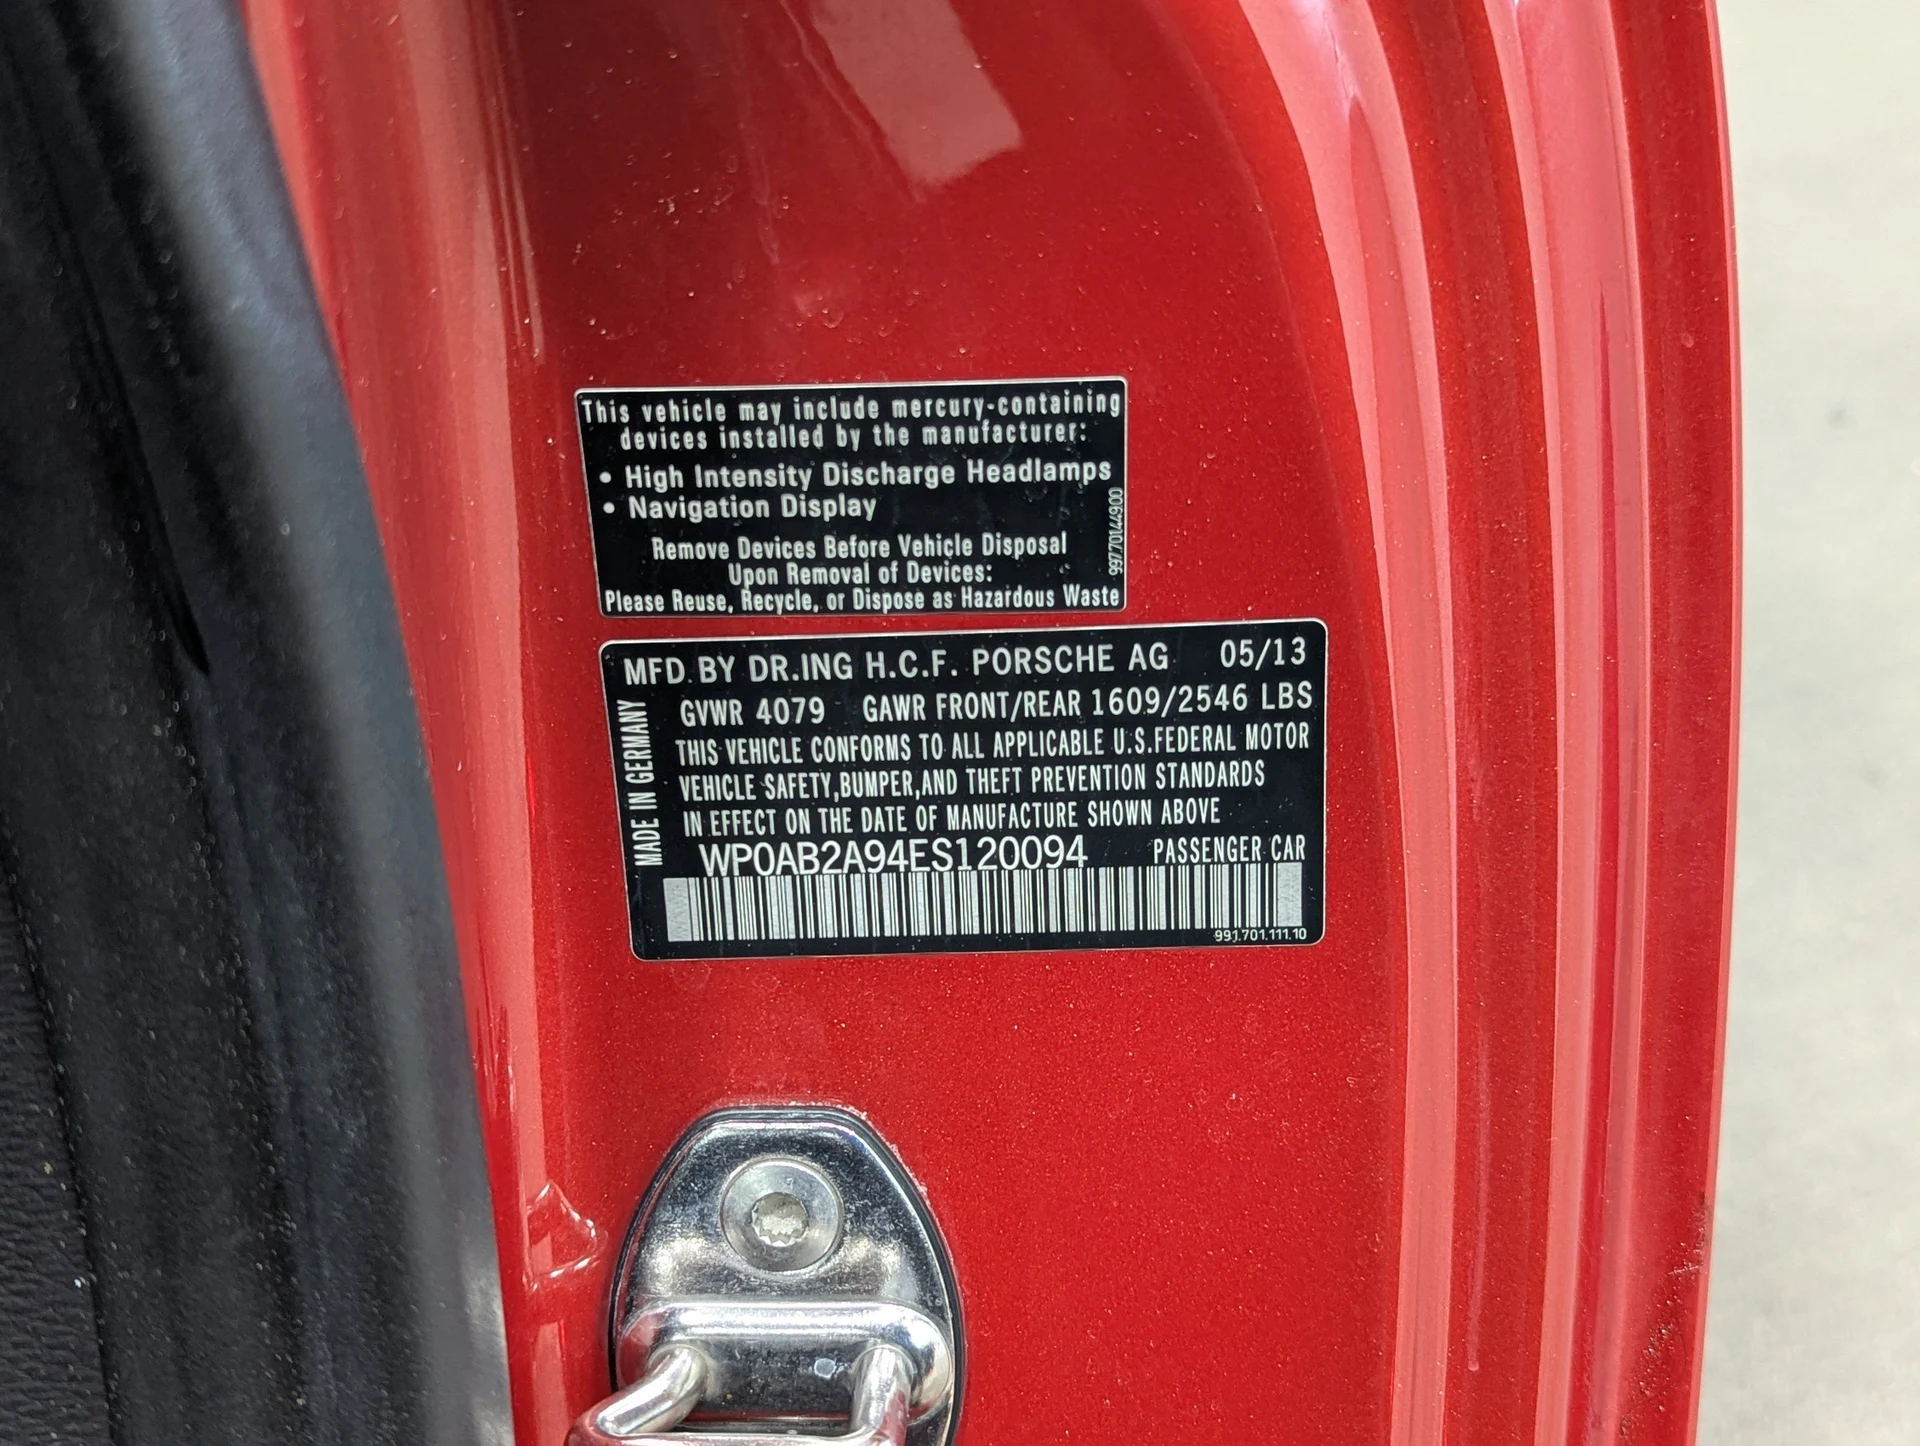 This vehicle may include mercury-containing
devices installed by the manufacturer:
• High Intensity Discharge Headlamps
• Navigation Display
Remove Devices Before Vehicle Disposal
Upon Removal of Devices:
Please Reuse, Recycle, or Dispose as Hazardous Waste
99770144900
MFD. BY DR.ING H.C.F. PORSCHE AG 05/13
GVWR 4079 GAWR FRONT/REAR 1609/2546 LBS
THIS VEHICLE CONFORMS TO ALL APPLICABLE U.S.FEDERAL MOTOR
VEHICLE SAFETY,BUMPER,AND THEFT PREVENTION STANDARDS
IN EFFECT ON THE DATE OF MANUFACTURE SHOWN ABOVE
WP0AB2A94ES120094 PASSENGER CAR
991.701.111.10
MADE IN GERMANY